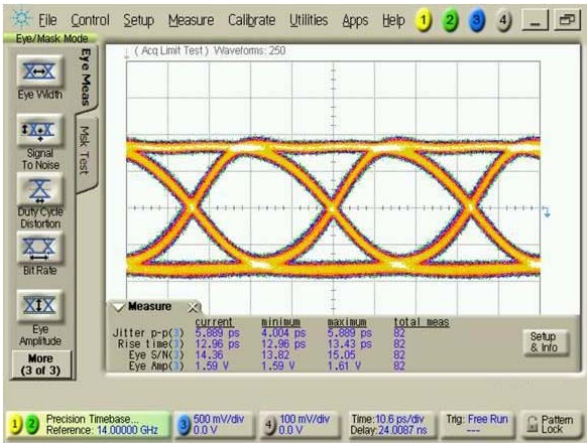 File Control Setup Measure Calibrate Utilities Apps Help 1 2 3 4
Eye/Mask Mode
Eye Meas
Msk Test
Eye Width
Signal
To Noise
Duty Cycle
Distortion
Bit Rate
Eye
Amplitude
More
(3 of 3)
( Acq Limit Test ) Waveforms: 250
Measure
current minimum maximum total meas
Jitter p-p(3) 5.889 ps 4.004 ps 5.889 ps 82
Rise time(3) 12.96 ps 12.96 ps 13.43 ps 82
Eye S/N(3) 14.36 13.82 15.05 82
Eye Amp(3) 1.59 V 1.59 V 1.61 V 82
Setup
& Info
1 2 Precision Timebase...
Reference: 14.00000 GHz
3 500 mV/div
0.0 V
4 100 mV/div
0.0 V
Time:10.6 ps/div
Delay:24.0087 ns
Trig: Free Run
---
Pattern
Lock